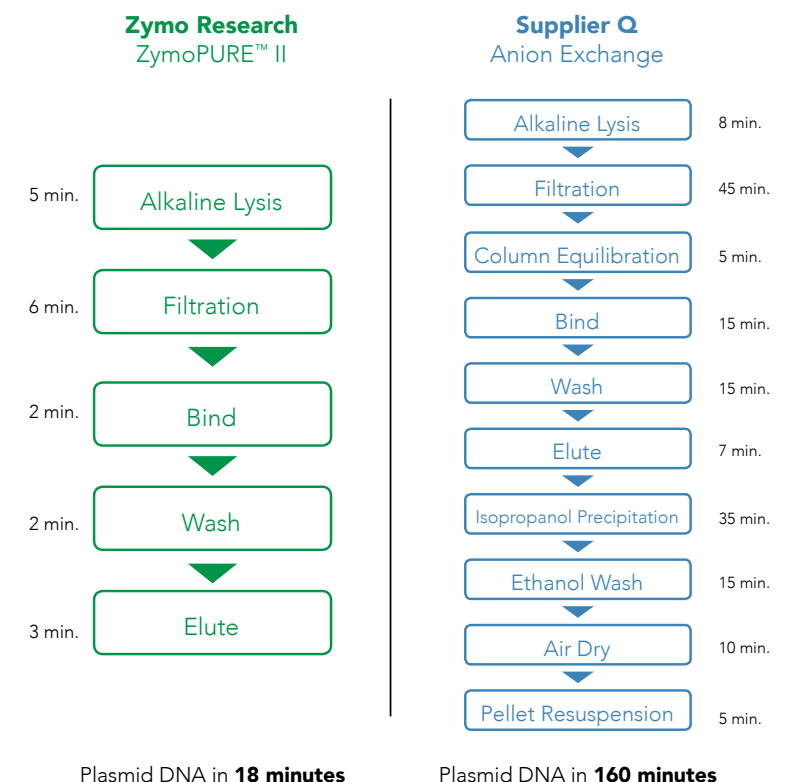 Zymo Research
ZymoPURE™ II
5 min.
Alkaline Lysis
6 min.
Filtration
2 min.
Bind
2 min.
Wash
3 min.
Elute
Plasmid DNA in 18 minutes
Supplier Q
Anion Exchange
Alkaline Lysis
8 min.
Filtration
45 min.
Column Equilibration
5 min.
Bind
15 min.
Wash
15 min.
Elute
7 min.
Isopropanol Precipitation
35 min.
Ethanol Wash
15 min.
Air Dry
10 min.
Pellet Resuspension
5 min.
Plasmid DNA in 160 minutes